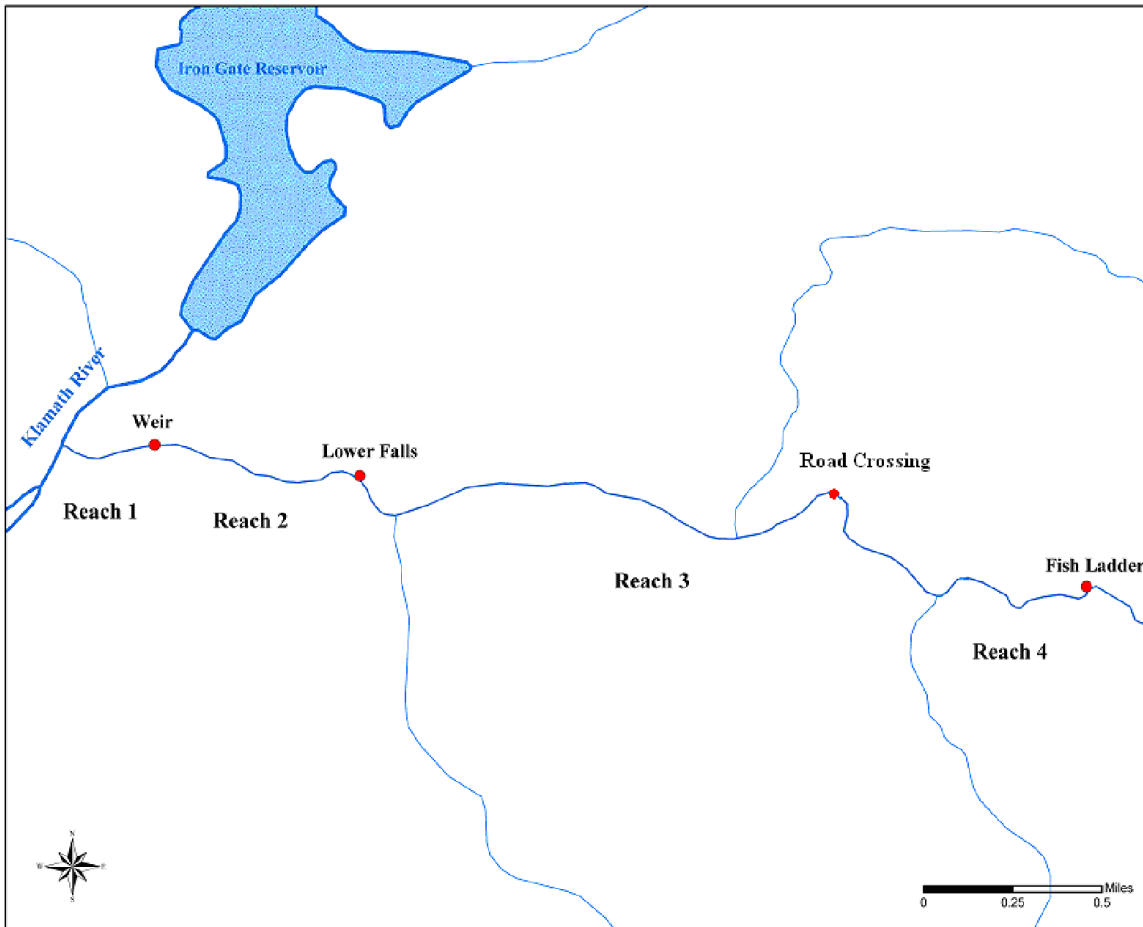 Iron Gate Reservoir
Klamath River
Weir
Lower Falls
Road Crossing
Reach 1
Reach 2
Reach 3
Fish Ladder
Reach 4
N
W
E
S
Miles
0
0.25
0.5